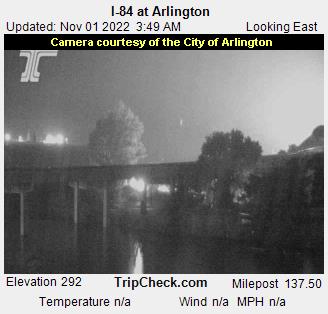 I-84 at Arlington
Updated: Nov 01 2022 3:49 AM Looking East
Camera courtesy of the City of Arlington
Elevation 292 TripCheck.com Milepost 137.50
Temperature n/a Wind n/a MPH n/a